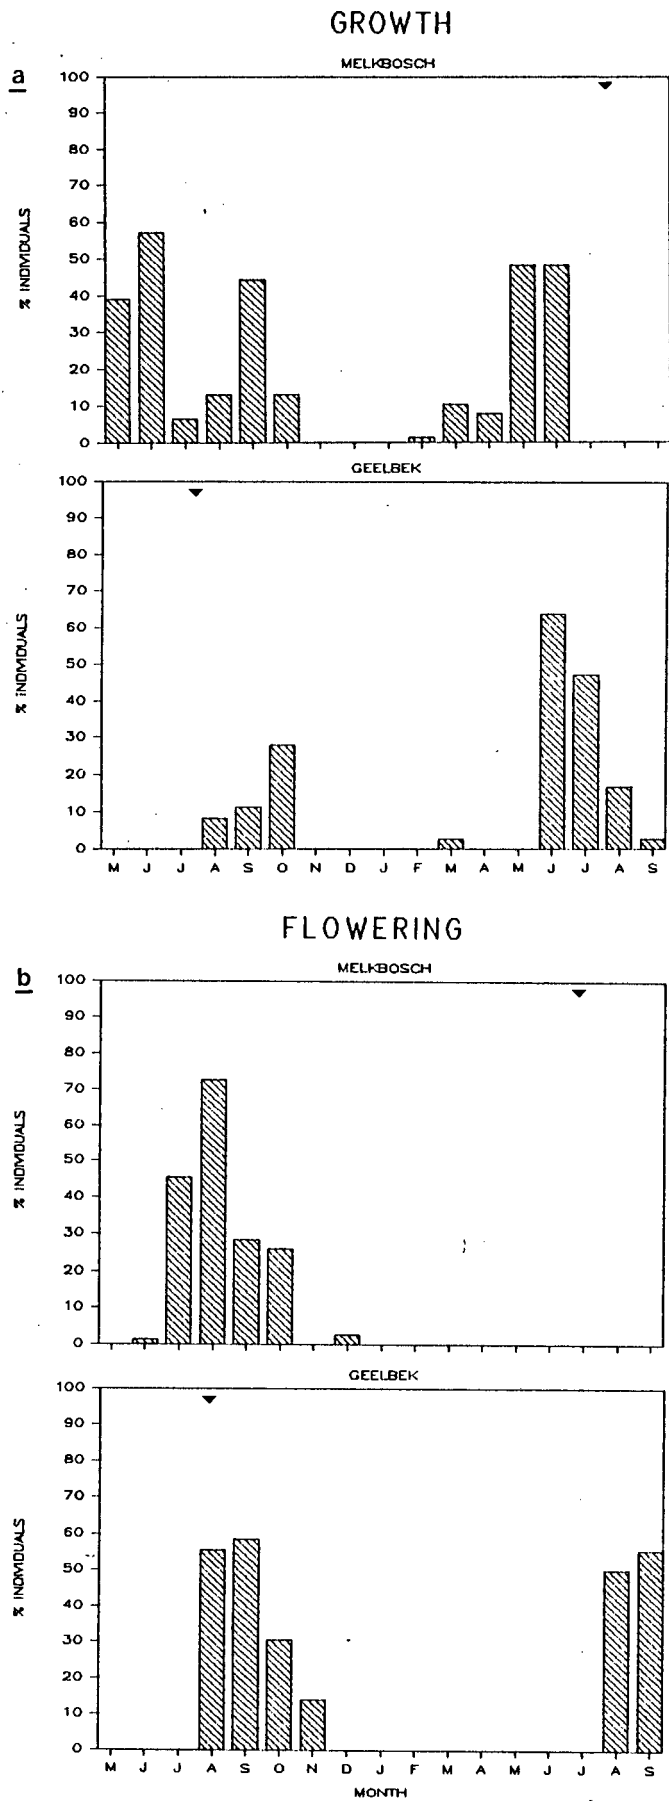 GROWTH
a
MELKBOSCH
100
90
80
70
60
50
40
30
20
10
0
% INDIVIDUALS
GEELBEK
100
90
80
70
60
50
40
30
20
10
0
% INDIVIDUALS
M J J A S O N D J F M A M J J A S
FLOWERING
b
MELKBOSCH
100
90
80
70
60
50
40
30
20
10
0
% INDIVIDUALS
GEELBEK
100
90
80
70
60
50
40
30
20
10
0
% INDIVIDUALS
M J J A S O N D J F M A M J J A S
MONTH